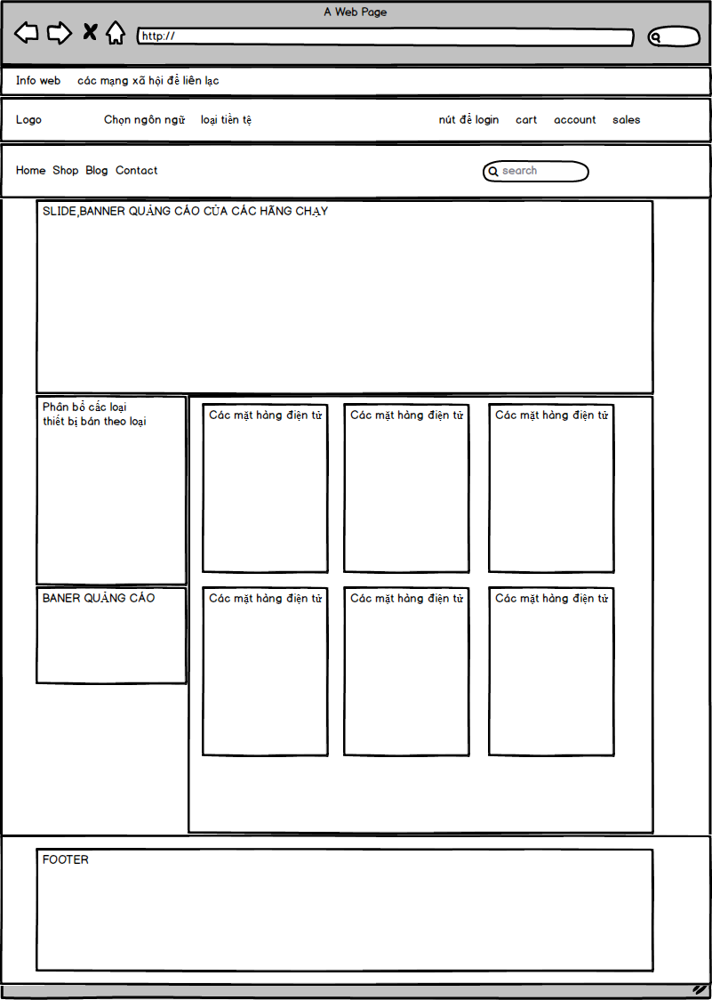 A Web Page
http://
Info web các mạng xã hội để liên lạc
Logo Chọn ngôn ngữ loại tiền tệ nút để login cart account sales
Home Shop Blog Contact search
SLIDE,BANNER QUẢNG CÁO CỦA CÁC HÃNG CHẠY
Phân bổ cấc loại
thiết bị bán theo loại
Các mặt hàng điện tử Các mặt hàng điện tử Các mặt hàng điện tử
BANER QUẢNG CÁO
Các mặt hàng điện tử Các mặt hàng điện tử Các mặt hàng điện tử
FOOTER